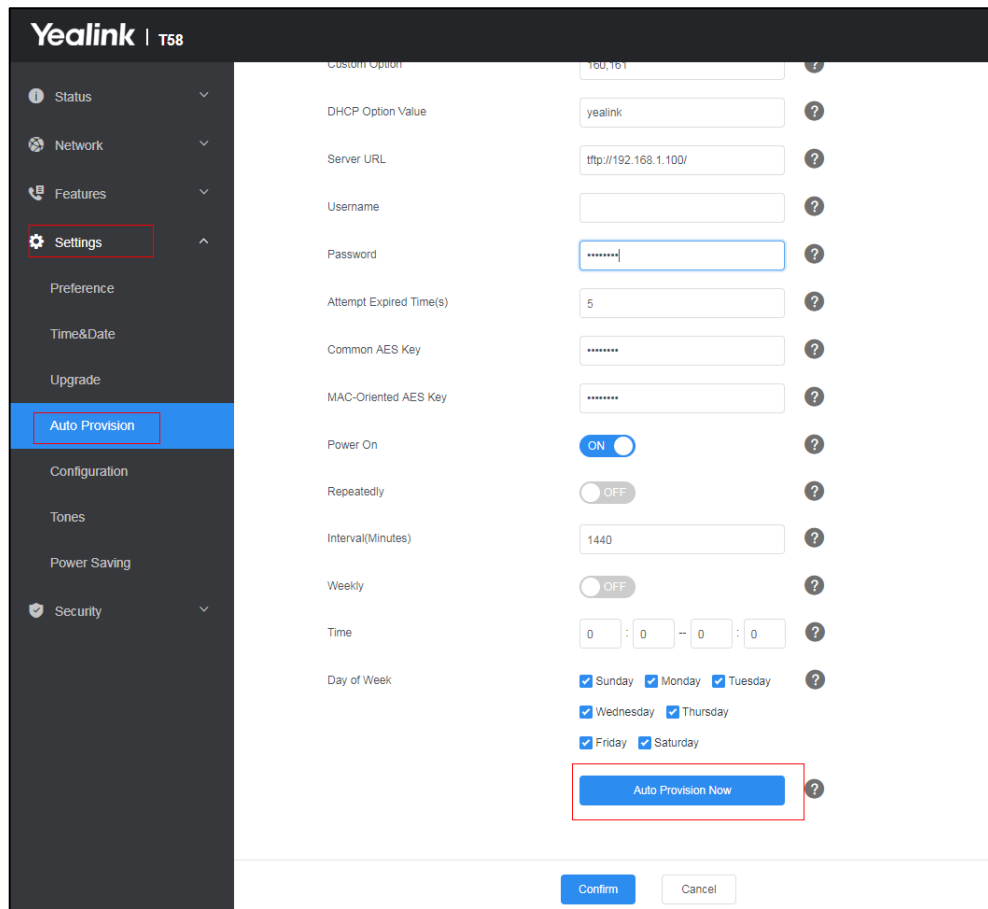 Yealink | T58
Custom Option 160,161 ?
Status
DHCP Option Value yealink ?
Network
Server URL tftp://192.168.1.100/ ?
Features
Username ?
Settings
Password •••••••• ?
Preference
Attempt Expired Time(s) 5 ?
Time&Date
Common AES Key •••••••• ?
Upgrade
MAC-Oriented AES Key •••••••• ?
Auto Provision
Power On ON ?
Configuration
Repeatedly OFF ?
Tones
Interval(Minutes) 1440 ?
Power Saving
Weekly OFF ?
Security
Time 0 : 0 -- 0 : 0 ?
Day of Week Sunday Monday Tuesday ?
Wednesday Thursday
Friday Saturday
Auto Provision Now ?
Confirm Cancel